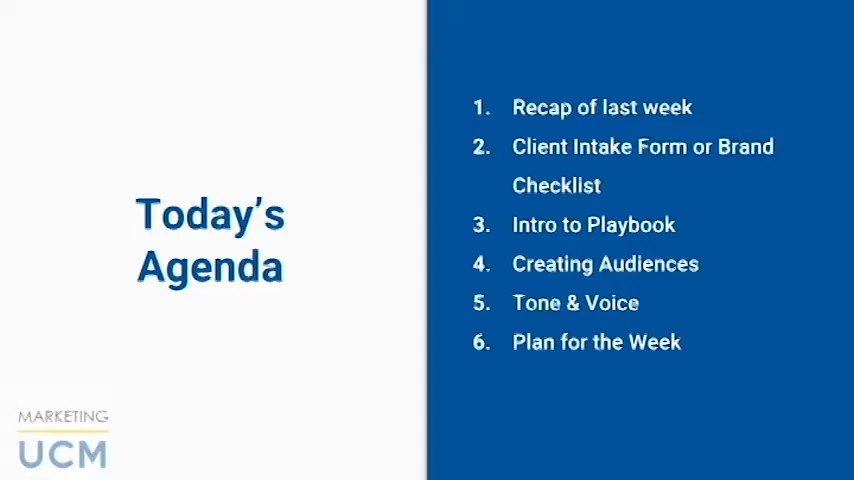 Today's
Agenda
1. Recap of last week
2. Client Intake Form or Brand
Checklist
3. Intro to Playbook
4. Creating Audiences
5. Tone & Voice
6. Plan for the Week
MARKETING
UCM